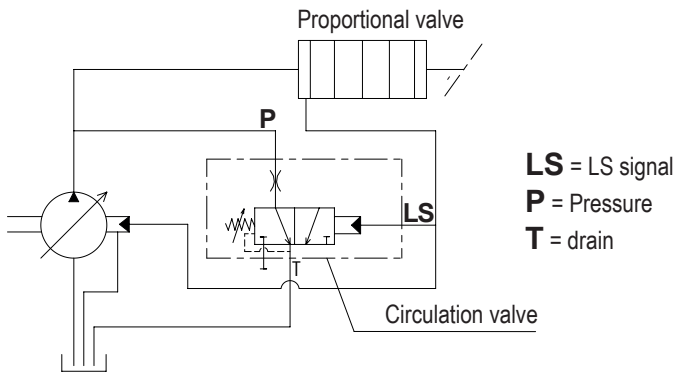 Proportional valve
P
LS
LS = LS signal
P = Pressure
T = drain
T
Circulation valve